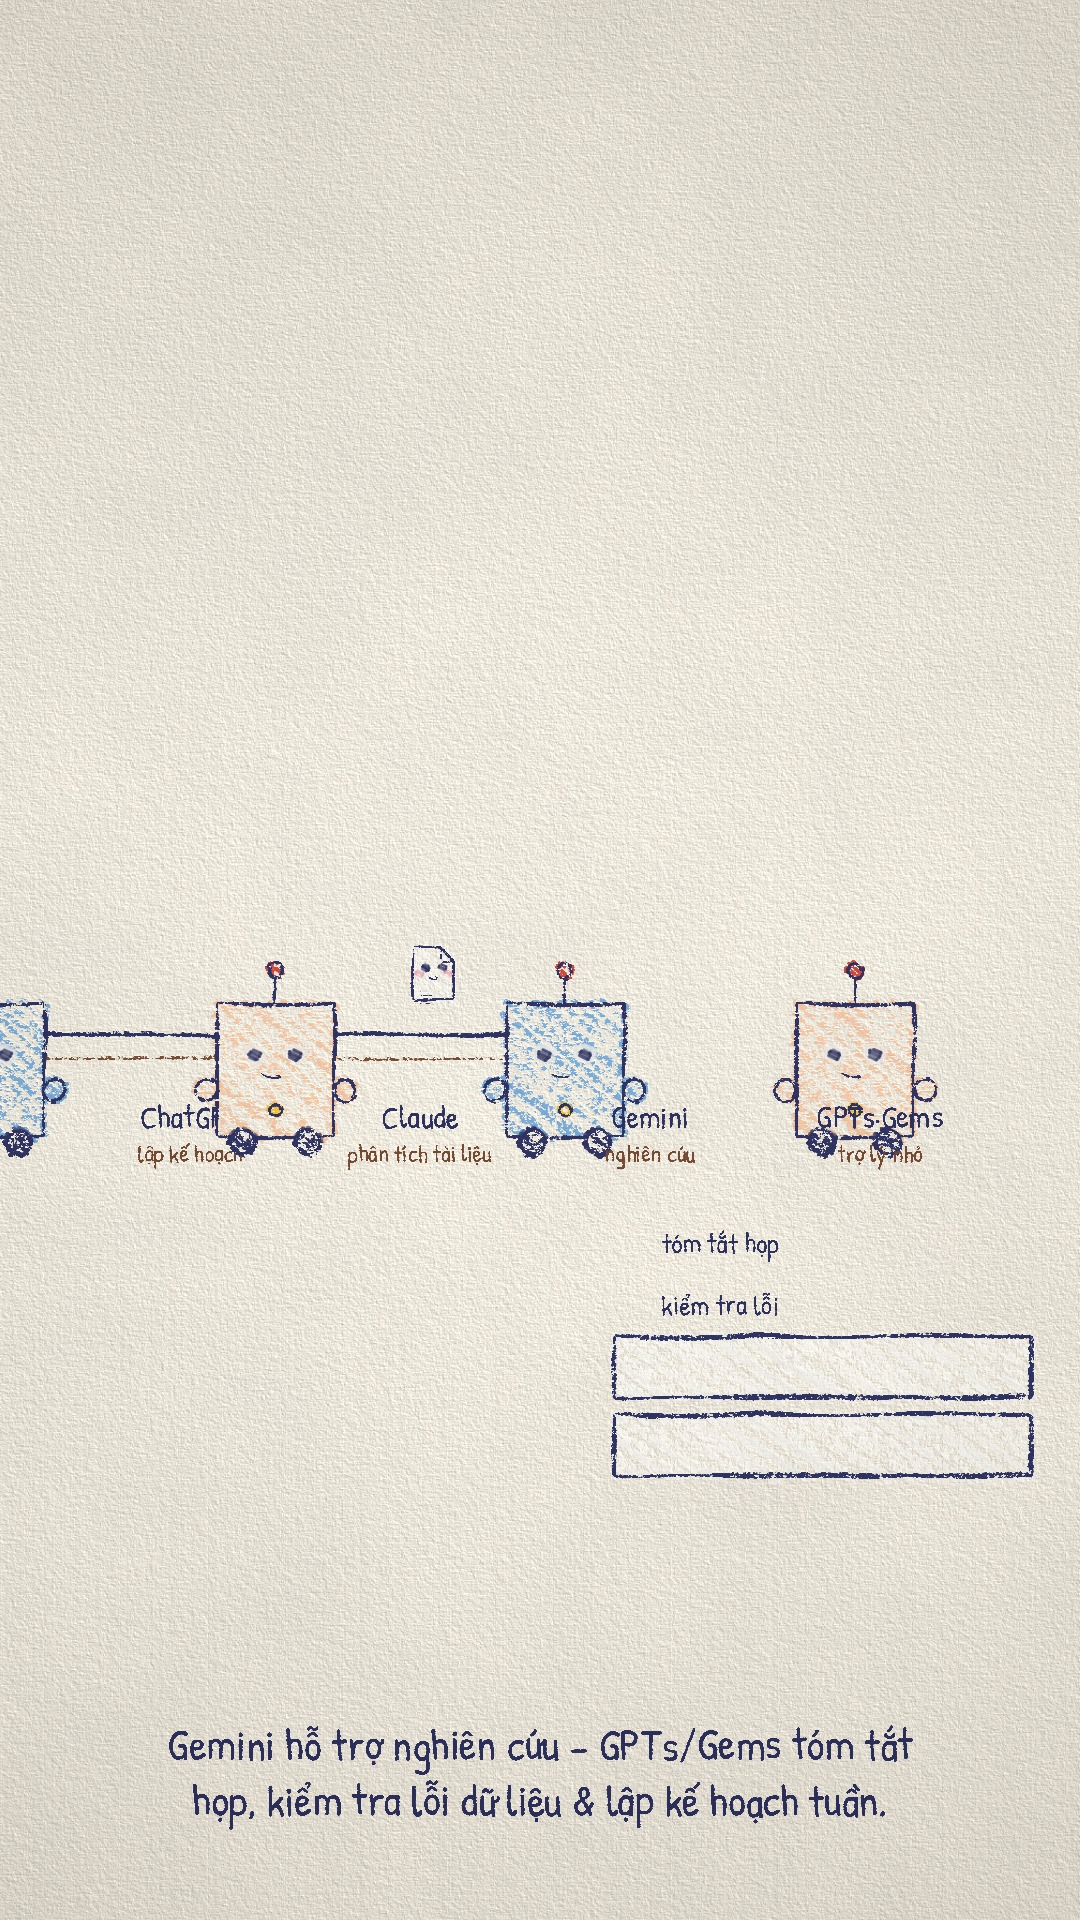 ChatGP
Claude
Gemini
GPTs·Gems
lập kế hoạch
phân tích tài liệu
nghiên cứu
trợ lý nhỏ
tóm tắt họp
kiểm tra lỗi
Gemini hỗ trợ nghiên cứu – GPTs/Gems tóm tắt
họp, kiểm tra lỗi dữ liệu & lập kế hoạch tuần.